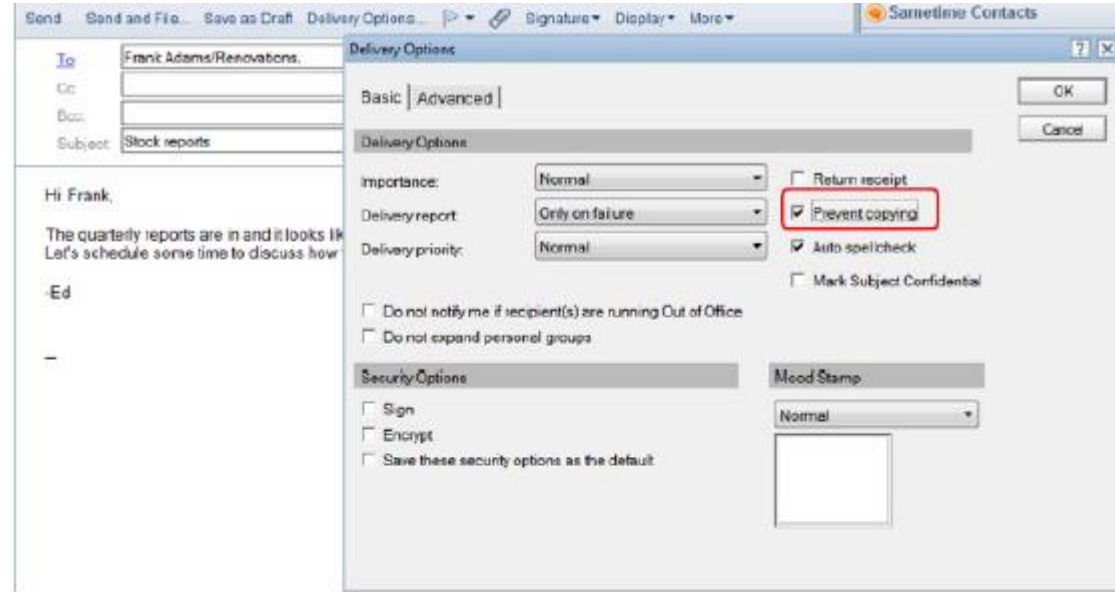 Send Send and File... Save as Draft Delivery Options... Signature Display More
Sametime Contacts
To Frank Adams/Renovations,
Cc
Bcc:
Subject: Stock reports
Hi Frank,
The quarterly reports are in and it looks lik
Let's schedule some time to discuss how
-Ed
Delivery Options
Basic Advanced
OK
Cancel
Delivery Options
Importance: Normal Return receipt
Delivery report: Only on failure Prevent copying
Delivery priority: Normal Auto spellcheck
Mark Subject Confidential
Do not notify me if recipient(s) are running Out of Office
Do not expand personal groups
Security Options
Sign
Encrypt
Save these security options as the default
Mood Stamp
Normal